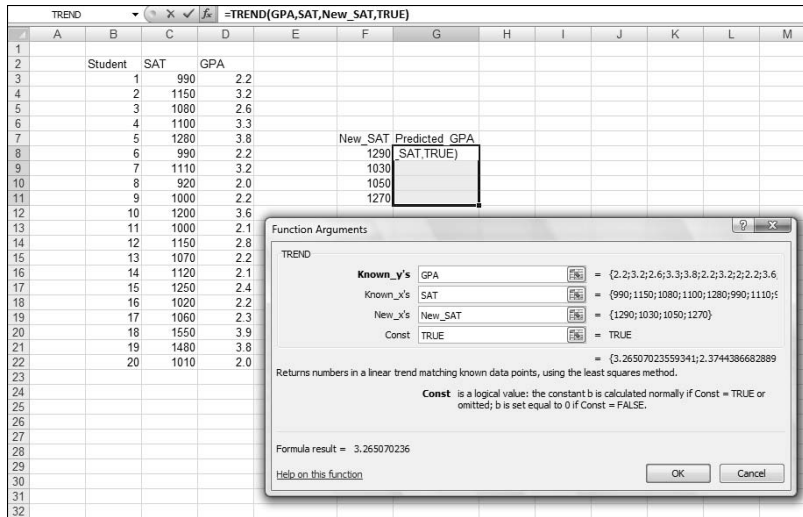 TREND =TREND(GPA,SAT,New_SAT,TRUE)
A B C D E F G H I J K L M
1
2 Student SAT GPA
3 1 990 2.2
4 2 1150 3.2
5 3 1080 2.6
6 4 1100 3.3
7 5 1280 3.8 New_SAT Predicted_GPA
8 6 990 2.2 1290 _SAT,TRUE)
9 7 1110 3.2 1030
10 8 920 2.0 1050
11 9 1000 2.2 1270
12 10 1200 3.6
13 11 1000 2.1
14 12 1150 2.8
15 13 1070 2.2
16 14 1120 2.1
17 15 1250 2.4
18 16 1020 2.2
19 17 1060 2.3
20 18 1550 3.9
21 19 1480 3.8
22 20 1010 2.0
23
24
25
26
27
28
29
30
31
32
Function Arguments
TREND
Known_y's GPA = {2.2;3.2;2.6;3.3;3.8;2.2;3.2;2;2.2;3.6;
Known_x's SAT = {990;1150;1080;1100;1280;990;1110;9
New_x's New_SAT = {1290;1030;1050;1270}
Const TRUE = TRUE
= {3.26507023559341;2.3744386682889
Returns numbers in a linear trend matching known data points, using the least squares method.
Const is a logical value: the constant b is calculated normally if Const = TRUE or
omitted; b is set equal to 0 if Const = FALSE.
Formula result = 3.265070236
Help on this function OK Cancel